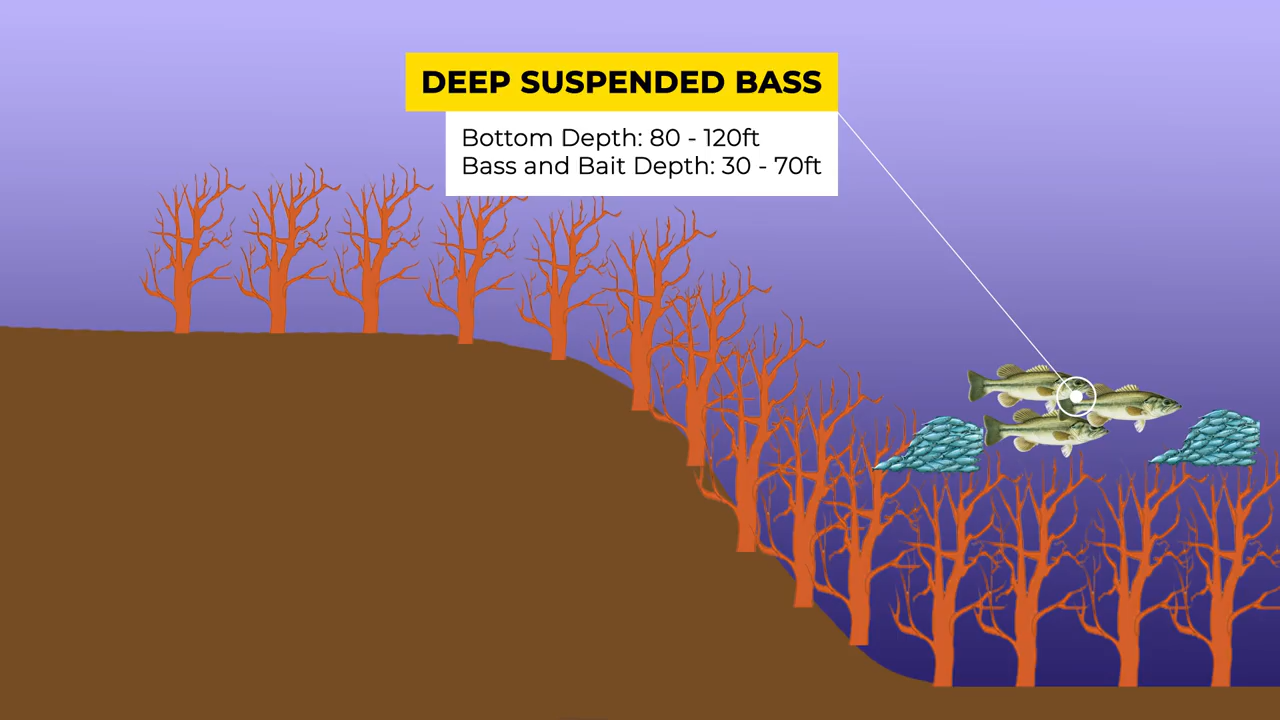 DEEP SUSPENDED BASS
Bottom Depth: 80 - 120ft
Bass and Bait Depth: 30 - 70ft